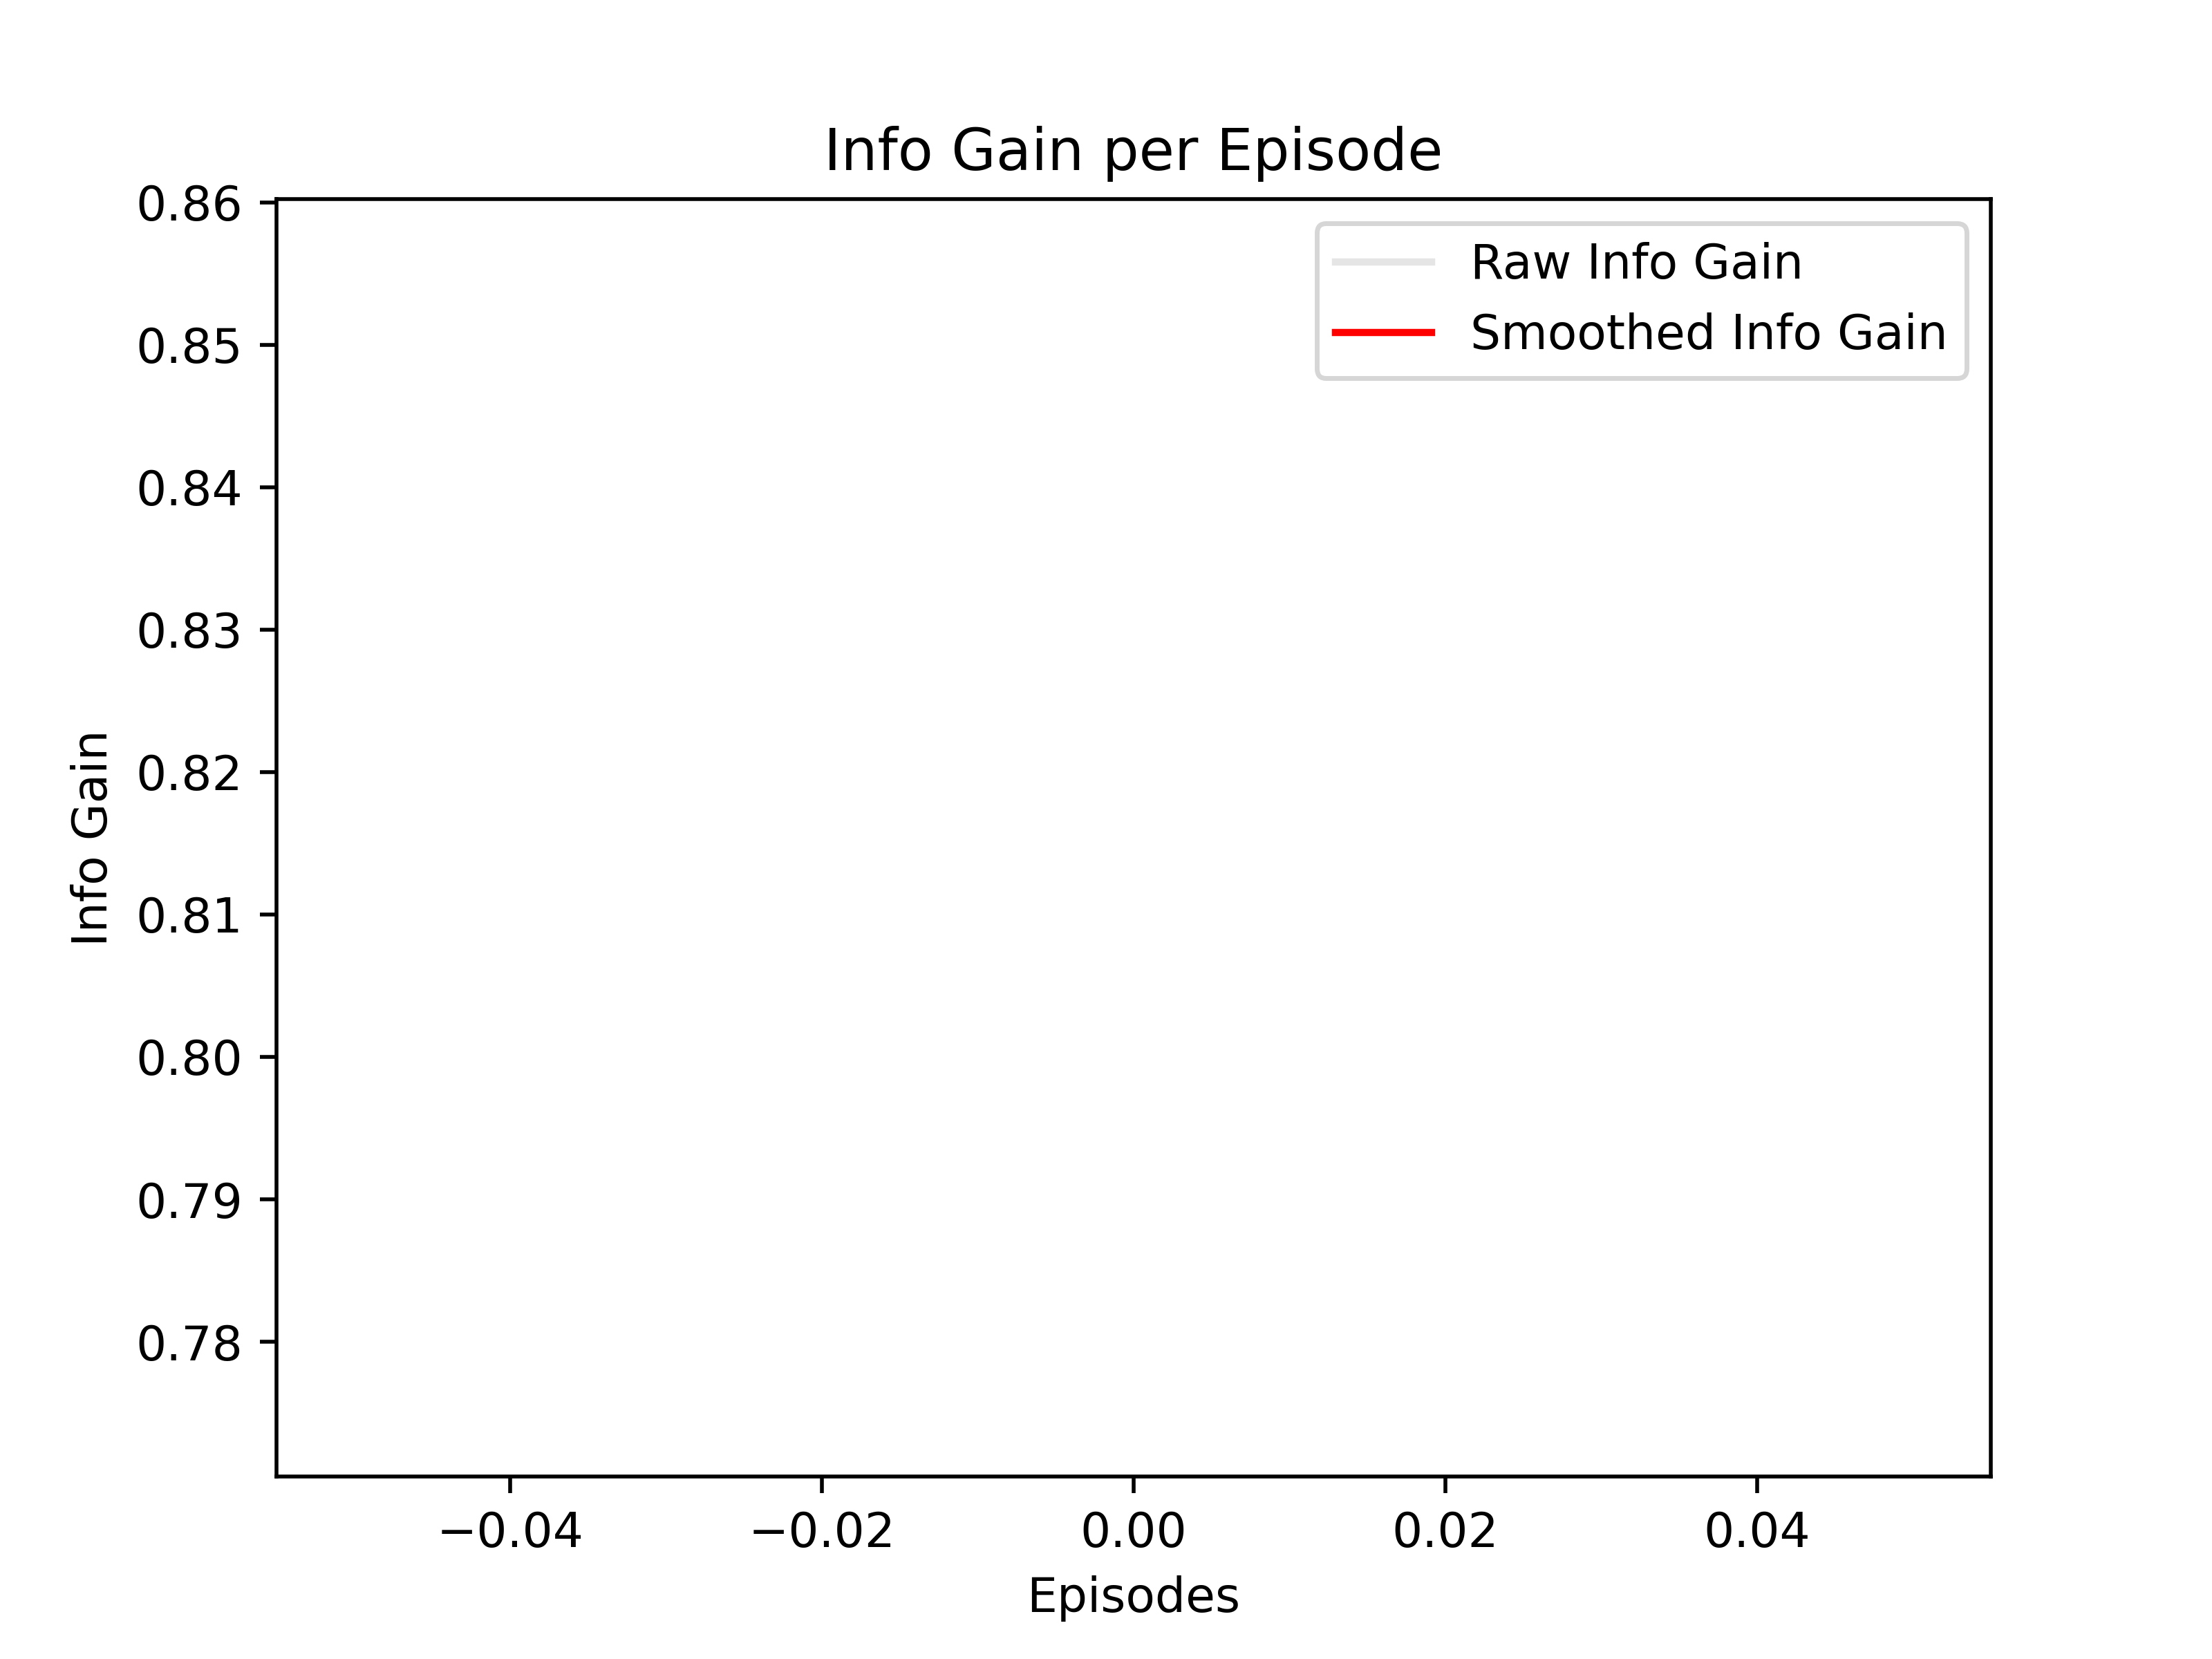 Info Gain per Episode
Raw Info Gain
Smoothed Info Gain
0.86
0.85
0.84
0.83
0.82
0.81
0.80
0.79
0.78
Info Gain
−0.04 −0.02 0.00 0.02 0.04
Episodes